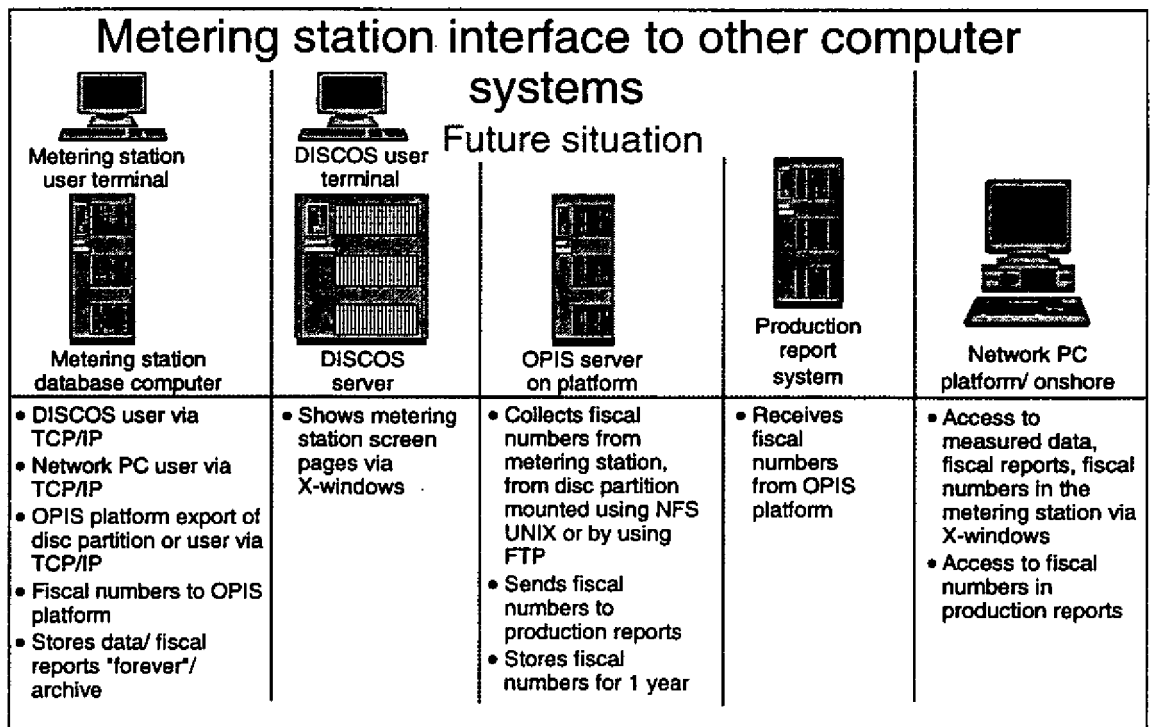 Metering station interface to other computer
systems
Future situation
Metering station
user terminal
DISCOS user
terminal
Metering station
database computer
DISCOS
server
OPIS server
on platform
Production
report
system
Network PC
platform/ onshore
• DISCOS user via
TCP/IP
• Network PC user via
TCP/IP
• OPIS platform export of
disc partition or user via
TCP/IP
• Fiscal numbers to OPIS
platform
• Stores data/ fiscal
reports "forever"/
archive
• Shows metering
station screen
pages via
X-windows
• Collects fiscal
numbers from
metering station,
from disc partition
mounted using NFS
UNIX or by using
FTP
• Sends fiscal
numbers to
production reports
• Stores fiscal
numbers for 1 year
• Receives
fiscal
numbers
from OPIS
platform
• Access to
measured data,
fiscal reports, fiscal
numbers in the
metering station via
X-windows
• Access to fiscal
numbers in
production reports